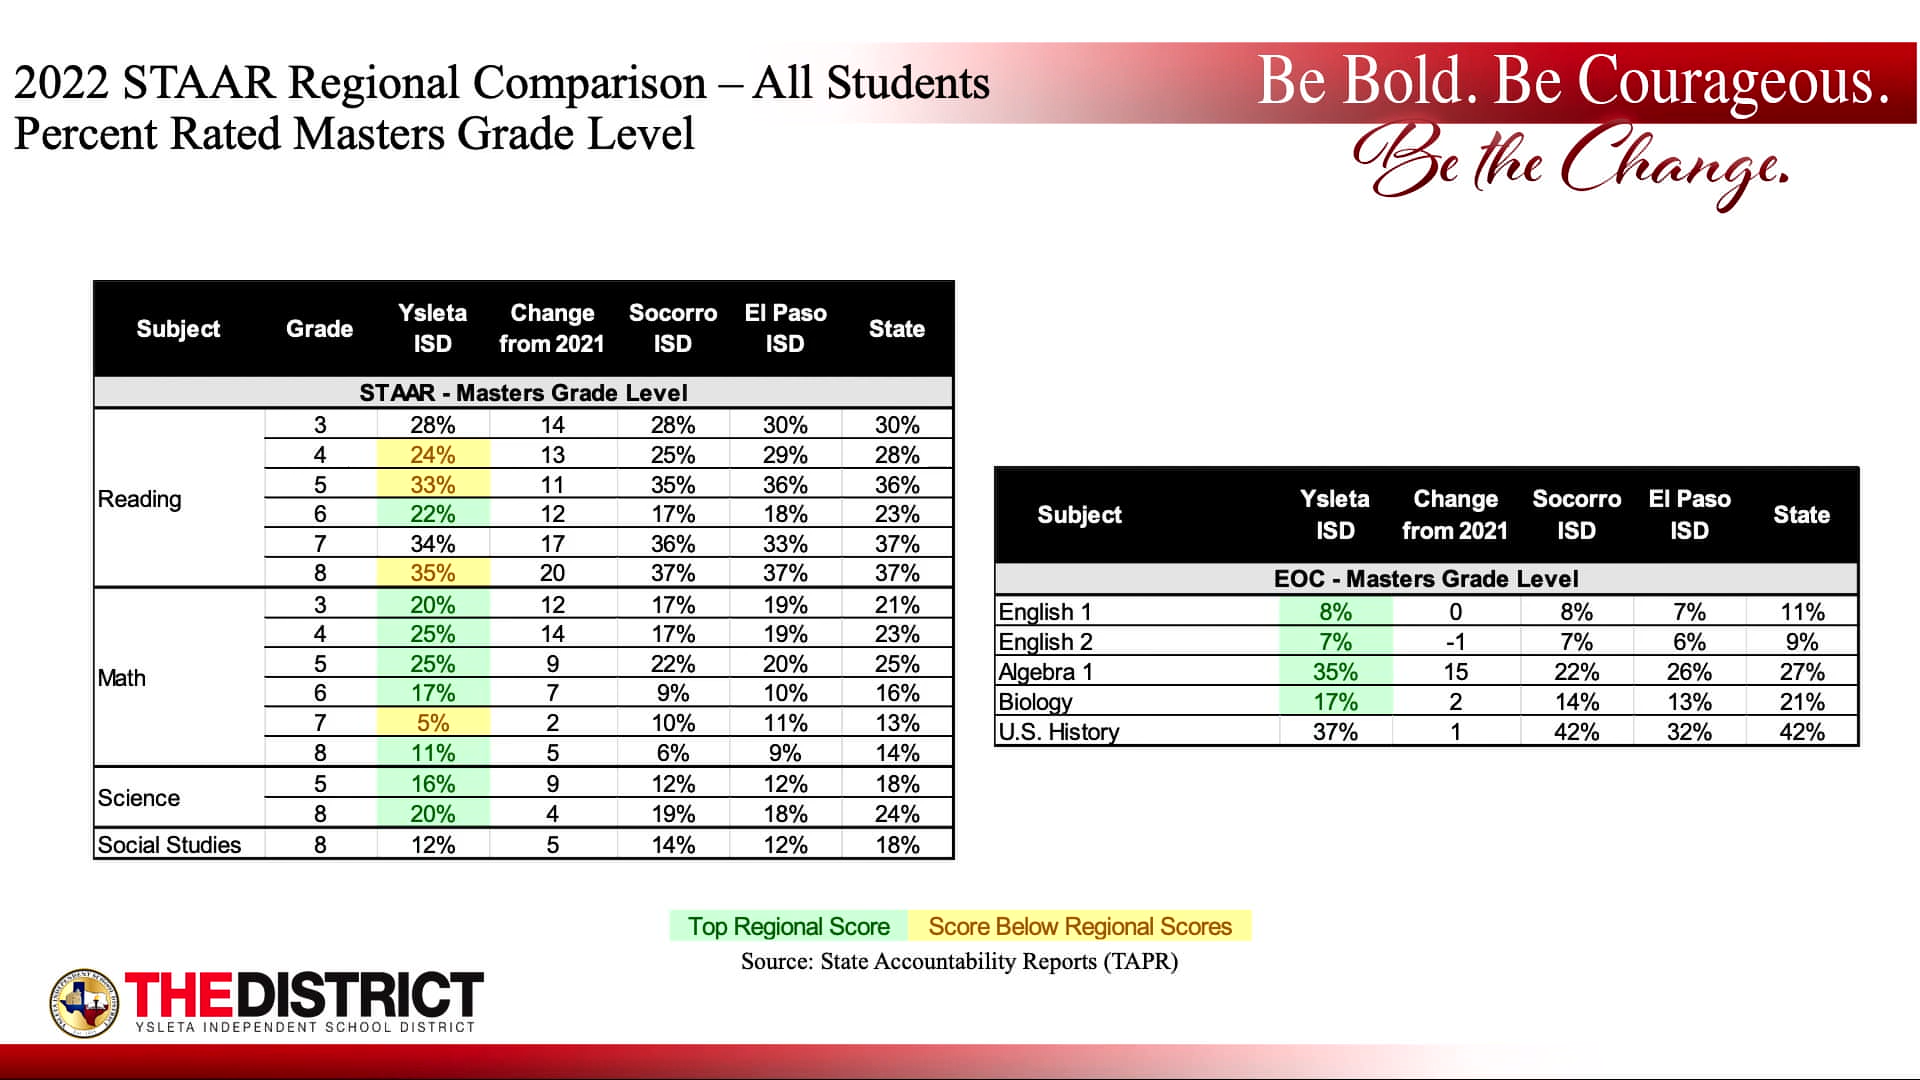 2022 STAAR Regional Comparison – All Students
Percent Rated Masters Grade Level
Be Bold. Be Courageous.
Be the Change.
Subject Grade Ysleta ISD Change from 2021 Socorro ISD El Paso ISD State
STAAR - Masters Grade Level
Reading
3 28% 14 28% 30% 30%
4 24% 13 25% 29% 28%
5 33% 11 35% 36% 36%
6 22% 12 17% 18% 23%
7 34% 17 36% 33% 37%
8 35% 20 37% 37% 37%
Math
3 20% 12 17% 19% 21%
4 25% 14 17% 19% 23%
5 25% 9 22% 20% 25%
6 17% 7 9% 10% 16%
7 5% 2 10% 11% 13%
8 11% 5 6% 9% 14%
Science
5 16% 9 12% 12% 18%
8 20% 4 19% 18% 24%
Social Studies 8 12% 5 14% 12% 18%
Subject Ysleta ISD Change from 2021 Socorro ISD El Paso ISD State
EOC - Masters Grade Level
English 1 8% 0 8% 7% 11%
English 2 7% -1 7% 6% 9%
Algebra 1 35% 15 22% 26% 27%
Biology 17% 2 14% 13% 21%
U.S. History 37% 1 42% 32% 42%
Top Regional Score Score Below Regional Scores
Source: State Accountability Reports (TAPR)
THEDISTRICT
YSLETA INDEPENDENT SCHOOL DISTRICT